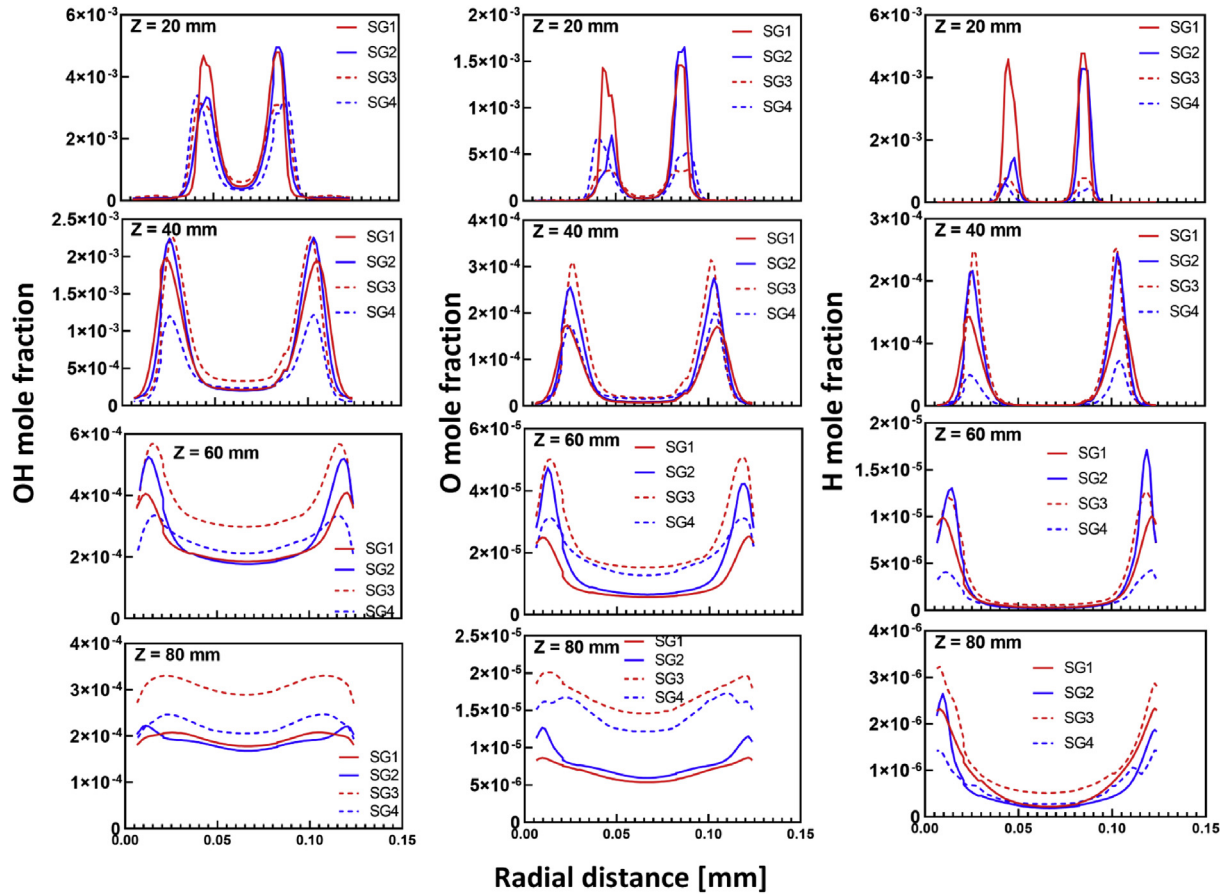 OH mole fraction
Z = 20 mm
6×10⁻³
4×10⁻³
2×10⁻³
0
SG1
SG2
SG3
SG4
Z = 40 mm
2.5×10⁻³
2×10⁻³
1.5×10⁻³
1×10⁻³
5×10⁻⁴
0
SG1
SG2
SG3
SG4
Z = 60 mm
6×10⁻⁴
4×10⁻⁴
2×10⁻⁴
0
SG1
SG2
SG3
SG4
Z = 80 mm
4×10⁻⁴
3×10⁻⁴
2×10⁻⁴
1×10⁻⁴
0
SG1
SG2
SG3
SG4
0.00 0.05 0.10 0.15
O mole fraction
Z = 20 mm
2×10⁻³
1.5×10⁻³
1×10⁻³
5×10⁻⁴
0
SG1
SG2
SG3
SG4
Z = 40 mm
4×10⁻⁴
3×10⁻⁴
2×10⁻⁴
1×10⁻⁴
0
SG1
SG2
SG3
SG4
Z = 60 mm
6×10⁻⁵
4×10⁻⁵
2×10⁻⁵
0
SG1
SG2
SG3
SG4
Z = 80 mm
2.5×10⁻⁵
2×10⁻⁵
1.5×10⁻⁵
1×10⁻⁵
5×10⁻⁶
0
SG1
SG2
SG3
SG4
0.00 0.05 0.10 0.15
H mole fraction
Z = 20 mm
6×10⁻³
4×10⁻³
2×10⁻³
0
SG1
SG2
SG3
SG4
Z = 40 mm
3×10⁻⁴
2×10⁻⁴
1×10⁻⁴
0
SG1
SG2
SG3
SG4
Z = 60 mm
2×10⁻⁵
1.5×10⁻⁵
1×10⁻⁵
5×10⁻⁶
0
SG1
SG2
SG3
SG4
Z = 80 mm
4×10⁻⁶
3×10⁻⁶
2×10⁻⁶
1×10⁻⁶
0
SG1
SG2
SG3
SG4
0.00 0.05 0.10 0.15
Radial distance [mm]